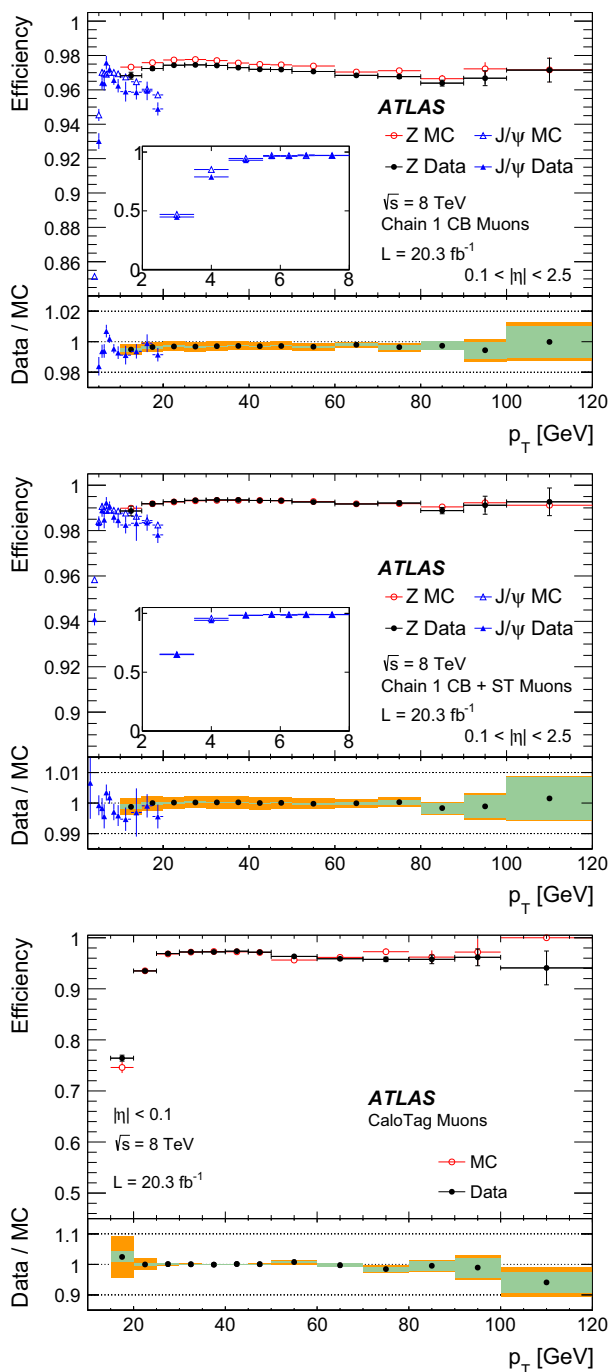 Efficiency
1
0.98
0.96
0.94
0.92
0.9
0.88
0.86
ATLAS
Z MC J/ψ MC
Z Data J/ψ Data
√s = 8 TeV
Chain 1 CB Muons
L = 20.3 fb⁻¹
0.1 < |η| < 2.5
1
0.5
0
2 4 6 8
Data / MC
1.02
1
0.98
20 40 60 80 100 120
p_T [GeV]
Efficiency
1
0.98
0.96
0.94
0.92
0.9
ATLAS
Z MC J/ψ MC
Z Data J/ψ Data
√s = 8 TeV
Chain 1 CB + ST Muons
L = 20.3 fb⁻¹
0.1 < |η| < 2.5
1
0.5
0
2 4 6 8
Data / MC
1.01
1
0.99
20 40 60 80 100 120
p_T [GeV]
Efficiency
1
0.9
0.8
0.7
0.6
0.5
ATLAS
CaloTag Muons
|η| < 0.1
√s = 8 TeV
L = 20.3 fb⁻¹
MC
Data
Data / MC
1.1
1
0.9
20 40 60 80 100 120
p_T [GeV]